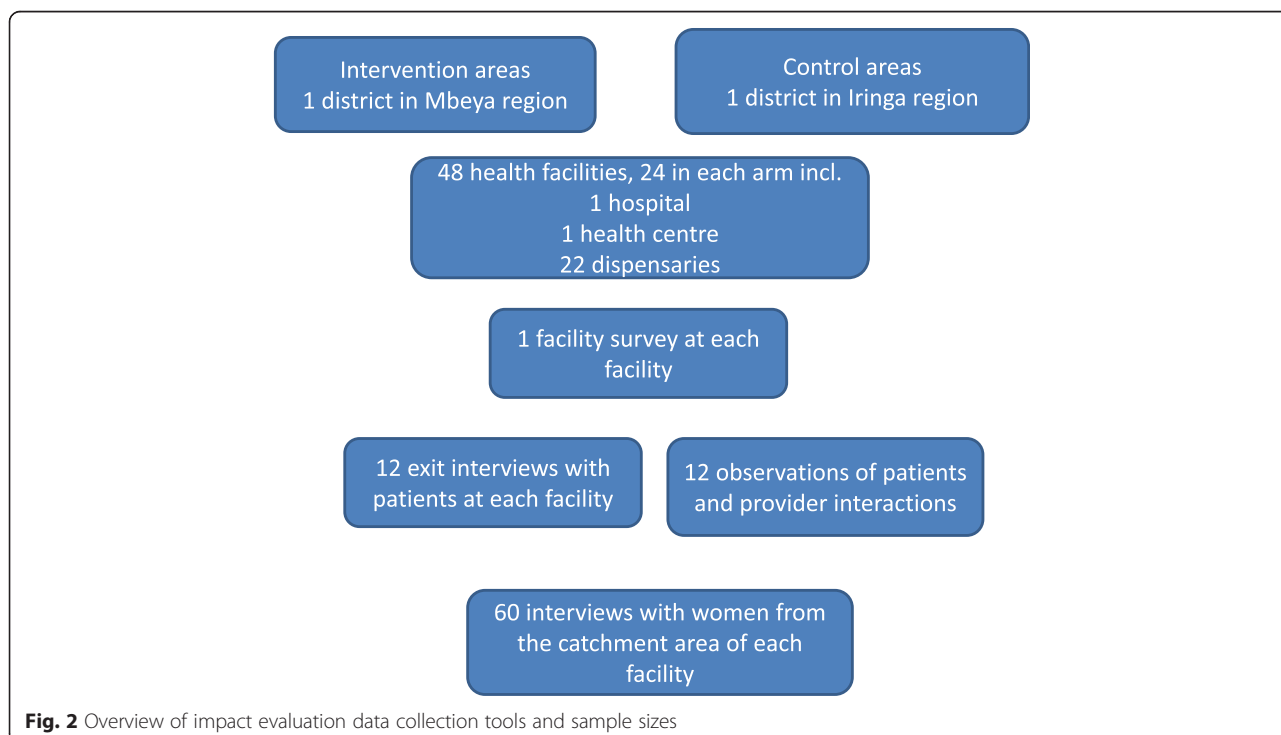 Intervention areas
1 district in Mbeya region
Control areas
1 district in Iringa region
48 health facilities, 24 in each arm incl.
1 hospital
1 health centre
22 dispensaries
1 facility survey at each
facility
12 exit interviews with
patients at each facility
12 observations of patients
and provider interactions
60 interviews with women from
the catchment area of each
facility
Fig. 2 Overview of impact evaluation data collection tools and sample sizes